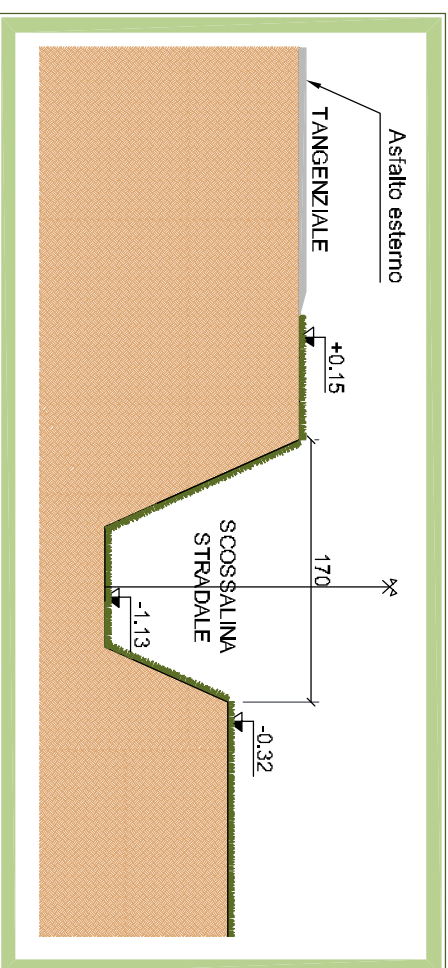 Asfalto esterno
TANGENZIALE
+0.15
170
SCOSSALINA
STRADALE
-1.13
-0.32